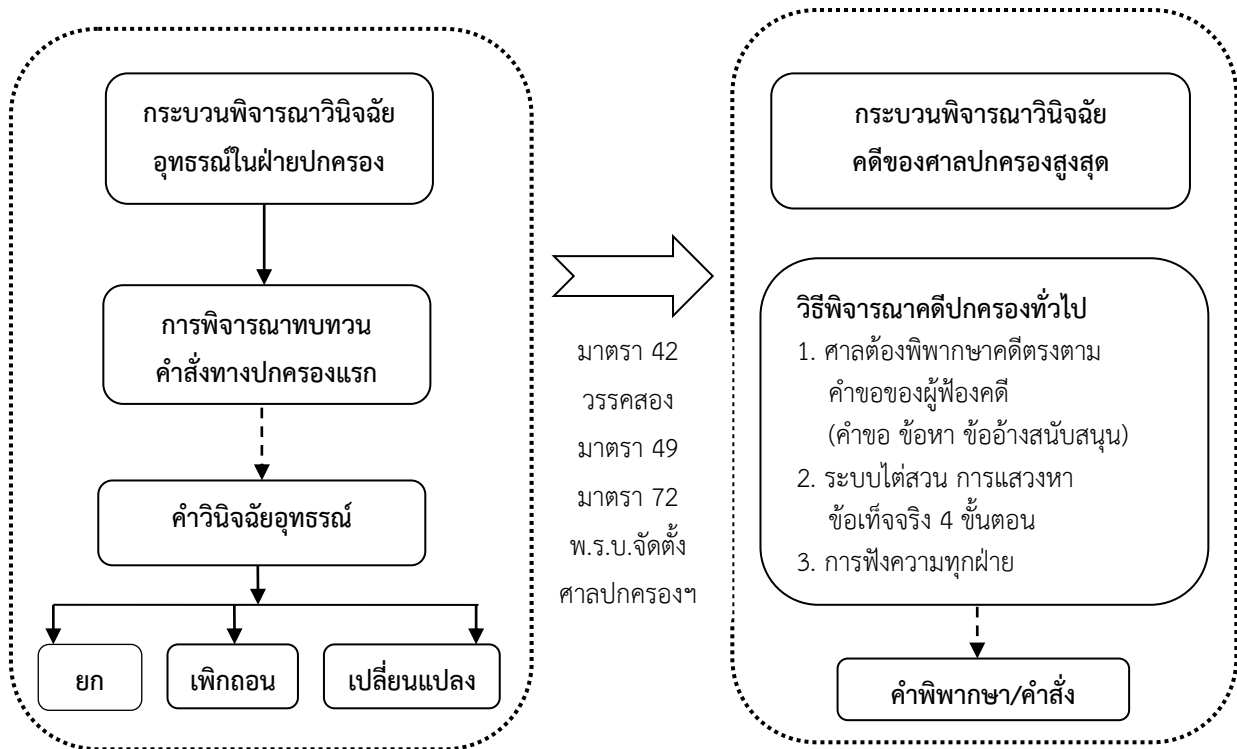 กระบวนพิจารณาวินิจฉัย
อุทธรณ์ในฝ่ายปกครอง
การพิจารณาทบทวน
คำสั่งทางปกครองแรก
คำวินิจฉัยอุทธรณ์
ยก
เพิกถอน
เปลี่ยนแปลง
มาตรา 42
วรรคสอง
มาตรา 49
มาตรา 72
พ.ร.บ.จัดตั้ง
ศาลปกครองฯ
กระบวนพิจารณาวินิจฉัย
คดีของศาลปกครองสูงสุด
วิธีพิจารณาคดีปกครองทั่วไป
1. ศาลต้องพิพากษาคดีตรงตาม
คำขอของผู้ฟ้องคดี
(คำขอ ข้อหา ข้ออ้างสนับสนุน)
2. ระบบไต่สวน การแสวงหา
ข้อเท็จจริง 4 ขั้นตอน
3. การฟังความทุกฝ่าย
คำพิพากษา/คำสั่ง